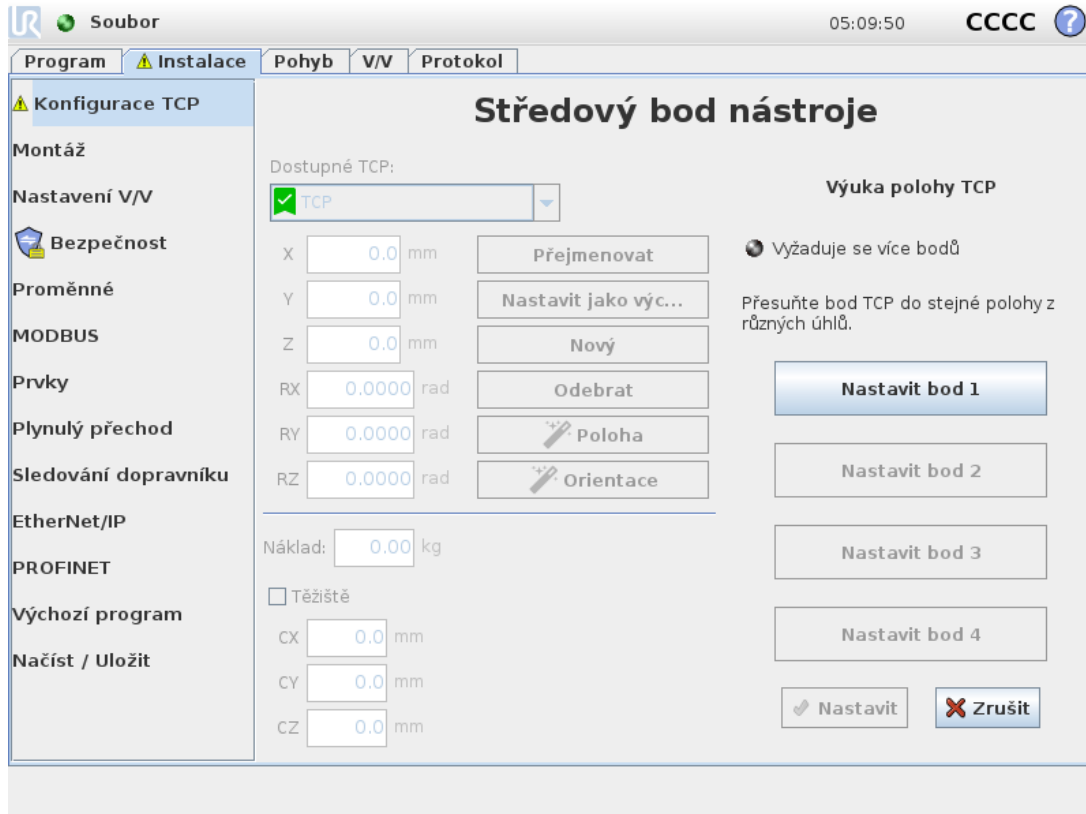 UR Soubor 05:09:50 CCCC ?
Program Instalace Pohyb V/V Protokol
Konfigurace TCP
Montáž
Nastavení V/V
Bezpečnost
Proměnné
MODBUS
Prvky
Plynulý přechod
Sledování dopravníku
EtherNet/IP
PROFINET
Výchozí program
Načíst / Uložit
Středový bod nástroje
Dostupné TCP:
TCP
X 0.0 mm Přejmenovat
Y 0.0 mm Nastavit jako výc...
Z 0.0 mm Nový
RX 0.0000 rad Odebrat
RY 0.0000 rad Poloha
RZ 0.0000 rad Orientace
Náklad: 0.00 kg
Těžiště
CX 0.0 mm
CY 0.0 mm
CZ 0.0 mm
Výuka polohy TCP
Vyžaduje se více bodů
Přesuňte bod TCP do stejné polohy z
různých úhlů.
Nastavit bod 1
Nastavit bod 2
Nastavit bod 3
Nastavit bod 4
Nastavit Zrušit